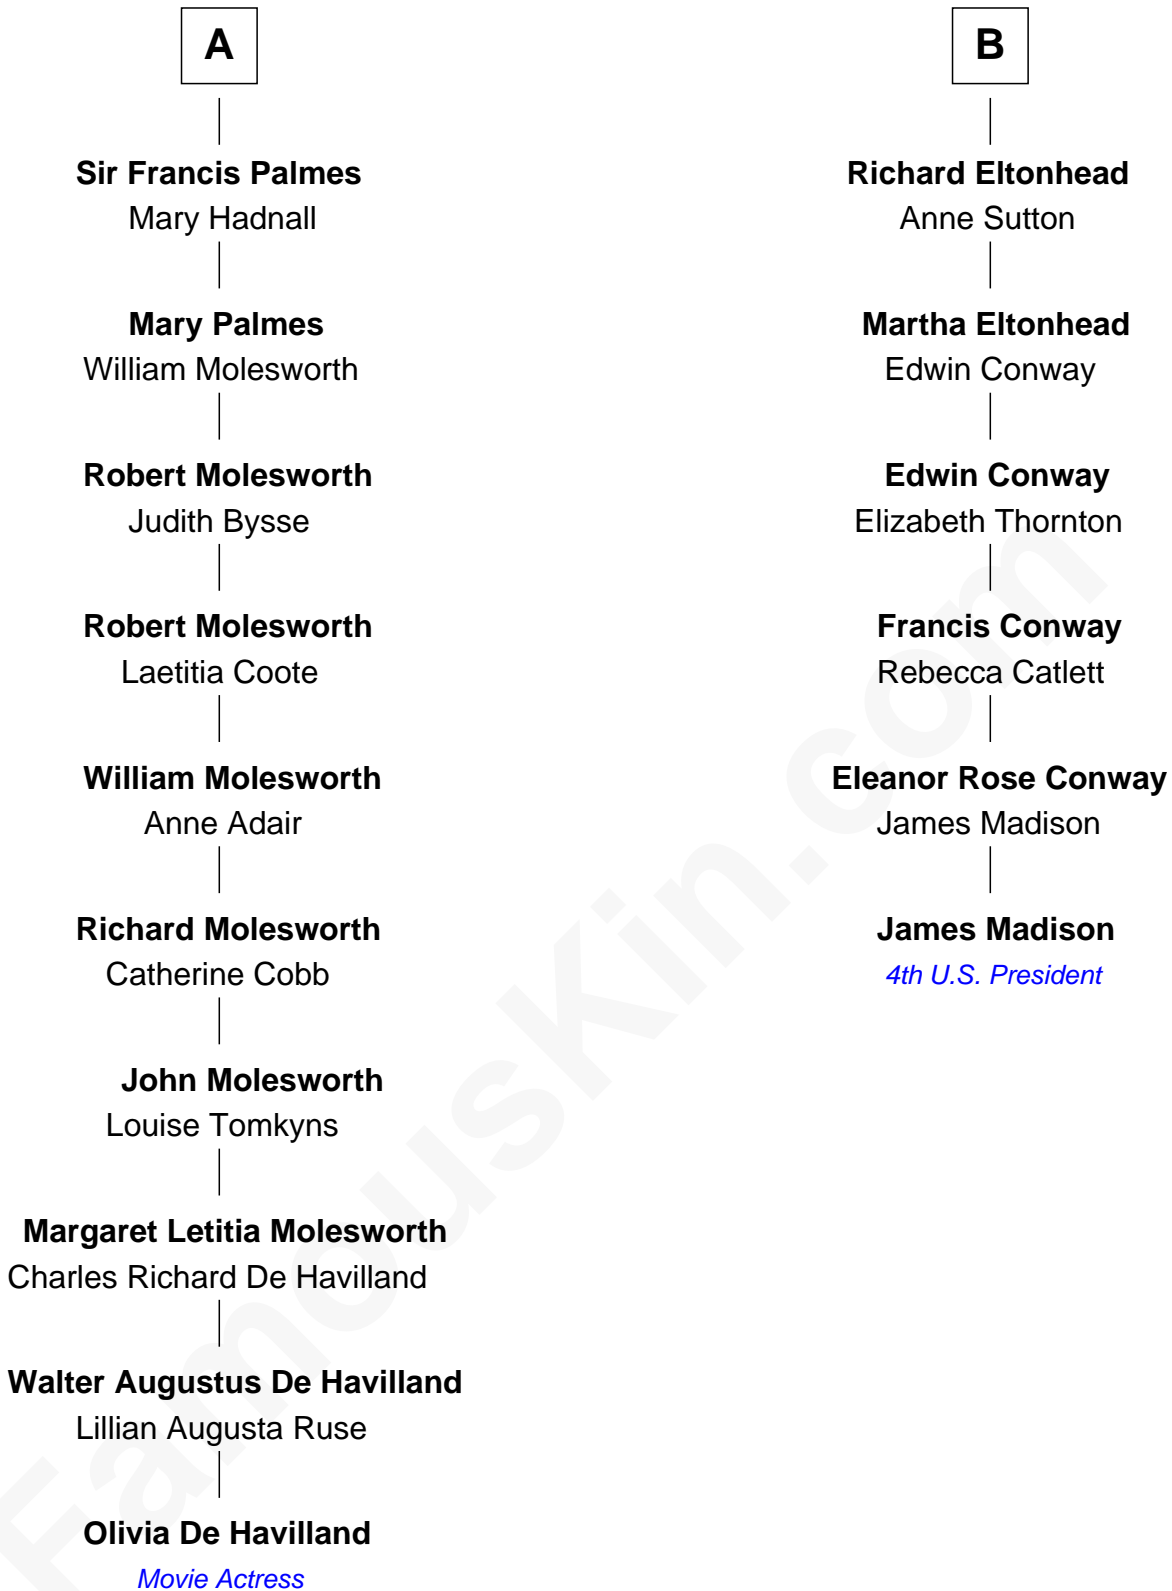 A
Sir Francis Palmes
Mary Hadnall
Mary Palmes
William Molesworth
Robert Molesworth
Judith Bysse
Robert Molesworth
Laetitia Coote
William Molesworth
Anne Adair
Richard Molesworth
Catherine Cobb
John Molesworth
Louise Tomkyns
Margaret Letitia Molesworth
Charles Richard De Havilland
Walter Augustus De Havilland
Lillian Augusta Ruse
Olivia De Havilland
Movie Actress
B
Richard Eltonhead
Anne Sutton
Martha Eltonhead
Edwin Conway
Edwin Conway
Elizabeth Thornton
Francis Conway
Rebecca Catlett
Eleanor Rose Conway
James Madison
James Madison
4th U.S. President
FamousKin.com